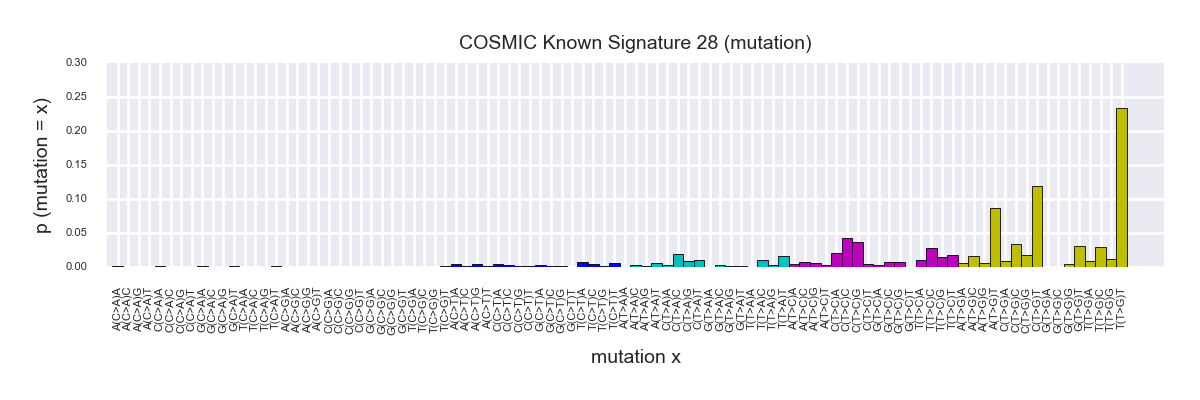 COSMIC Known Signature 28 (mutation)
p (mutation = x)
0.30
0.25
0.20
0.15
0.10
0.05
0.00
A(C>A)A
A(C>A)C
A(C>A)G
A(C>A)T
C(C>A)A
C(C>A)C
C(C>A)G
C(C>A)T
G(C>A)A
G(C>A)C
G(C>A)G
G(C>A)T
T(C>A)A
T(C>A)C
T(C>A)G
T(C>A)T
A(C>G)A
A(C>G)C
A(C>G)G
A(C>G)T
C(C>G)A
C(C>G)C
C(C>G)G
C(C>G)T
G(C>G)A
G(C>G)C
G(C>G)G
G(C>G)T
T(C>G)A
T(C>G)C
T(C>G)G
T(C>G)T
A(C>T)A
A(C>T)C
A(C>T)G
A(C>T)T
C(C>T)A
C(C>T)C
C(C>T)G
C(C>T)T
G(C>T)A
G(C>T)C
G(C>T)G
G(C>T)T
T(C>T)A
T(C>T)C
T(C>T)G
T(C>T)T
A(T>A)A
A(T>A)C
A(T>A)G
A(T>A)T
C(T>A)A
C(T>A)C
C(T>A)G
C(T>A)T
G(T>A)A
G(T>A)C
G(T>A)G
G(T>A)T
T(T>A)A
T(T>A)C
T(T>A)G
T(T>A)T
A(T>C)A
A(T>C)C
A(T>C)G
A(T>C)T
C(T>C)A
C(T>C)C
C(T>C)G
C(T>C)T
G(T>C)A
G(T>C)C
G(T>C)G
G(T>C)T
T(T>C)A
T(T>C)C
T(T>C)G
T(T>C)T
A(T>G)A
A(T>G)C
A(T>G)G
A(T>G)T
C(T>G)A
C(T>G)C
C(T>G)G
C(T>G)T
G(T>G)A
G(T>G)C
G(T>G)G
G(T>G)T
T(T>G)A
T(T>G)C
T(T>G)G
T(T>G)T
mutation x